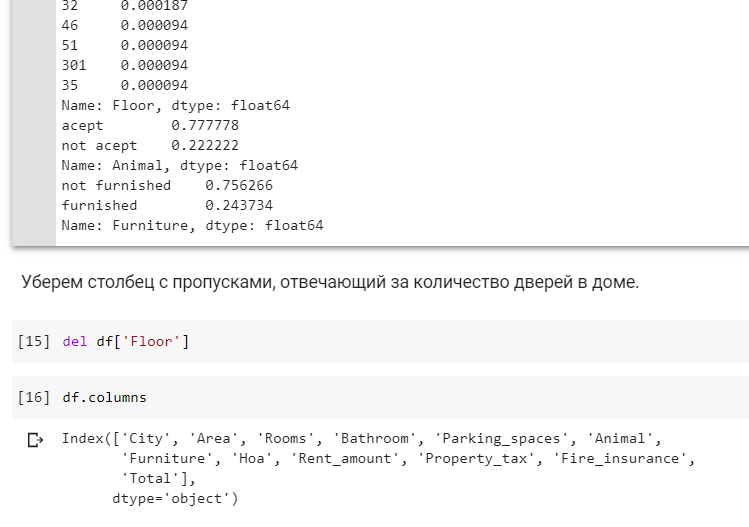 32     0.000187
46     0.000094
51     0.000094
301    0.000094
35     0.000094
Name: Floor, dtype: float64
acept        0.777778
not acept    0.222222
Name: Animal, dtype: float64
not furnished    0.756266
furnished        0.243734
Name: Furniture, dtype: float64
Уберем столбец с пропусками, отвечающий за количество дверей в доме.
[15] del df['Floor']
[16] df.columns
Index(['City', 'Area', 'Rooms', 'Bathroom', 'Parking_spaces', 'Animal',
       'Furniture', 'Hoa', 'Rent_amount', 'Property_tax', 'Fire_insurance',
       'Total'],
      dtype='object')